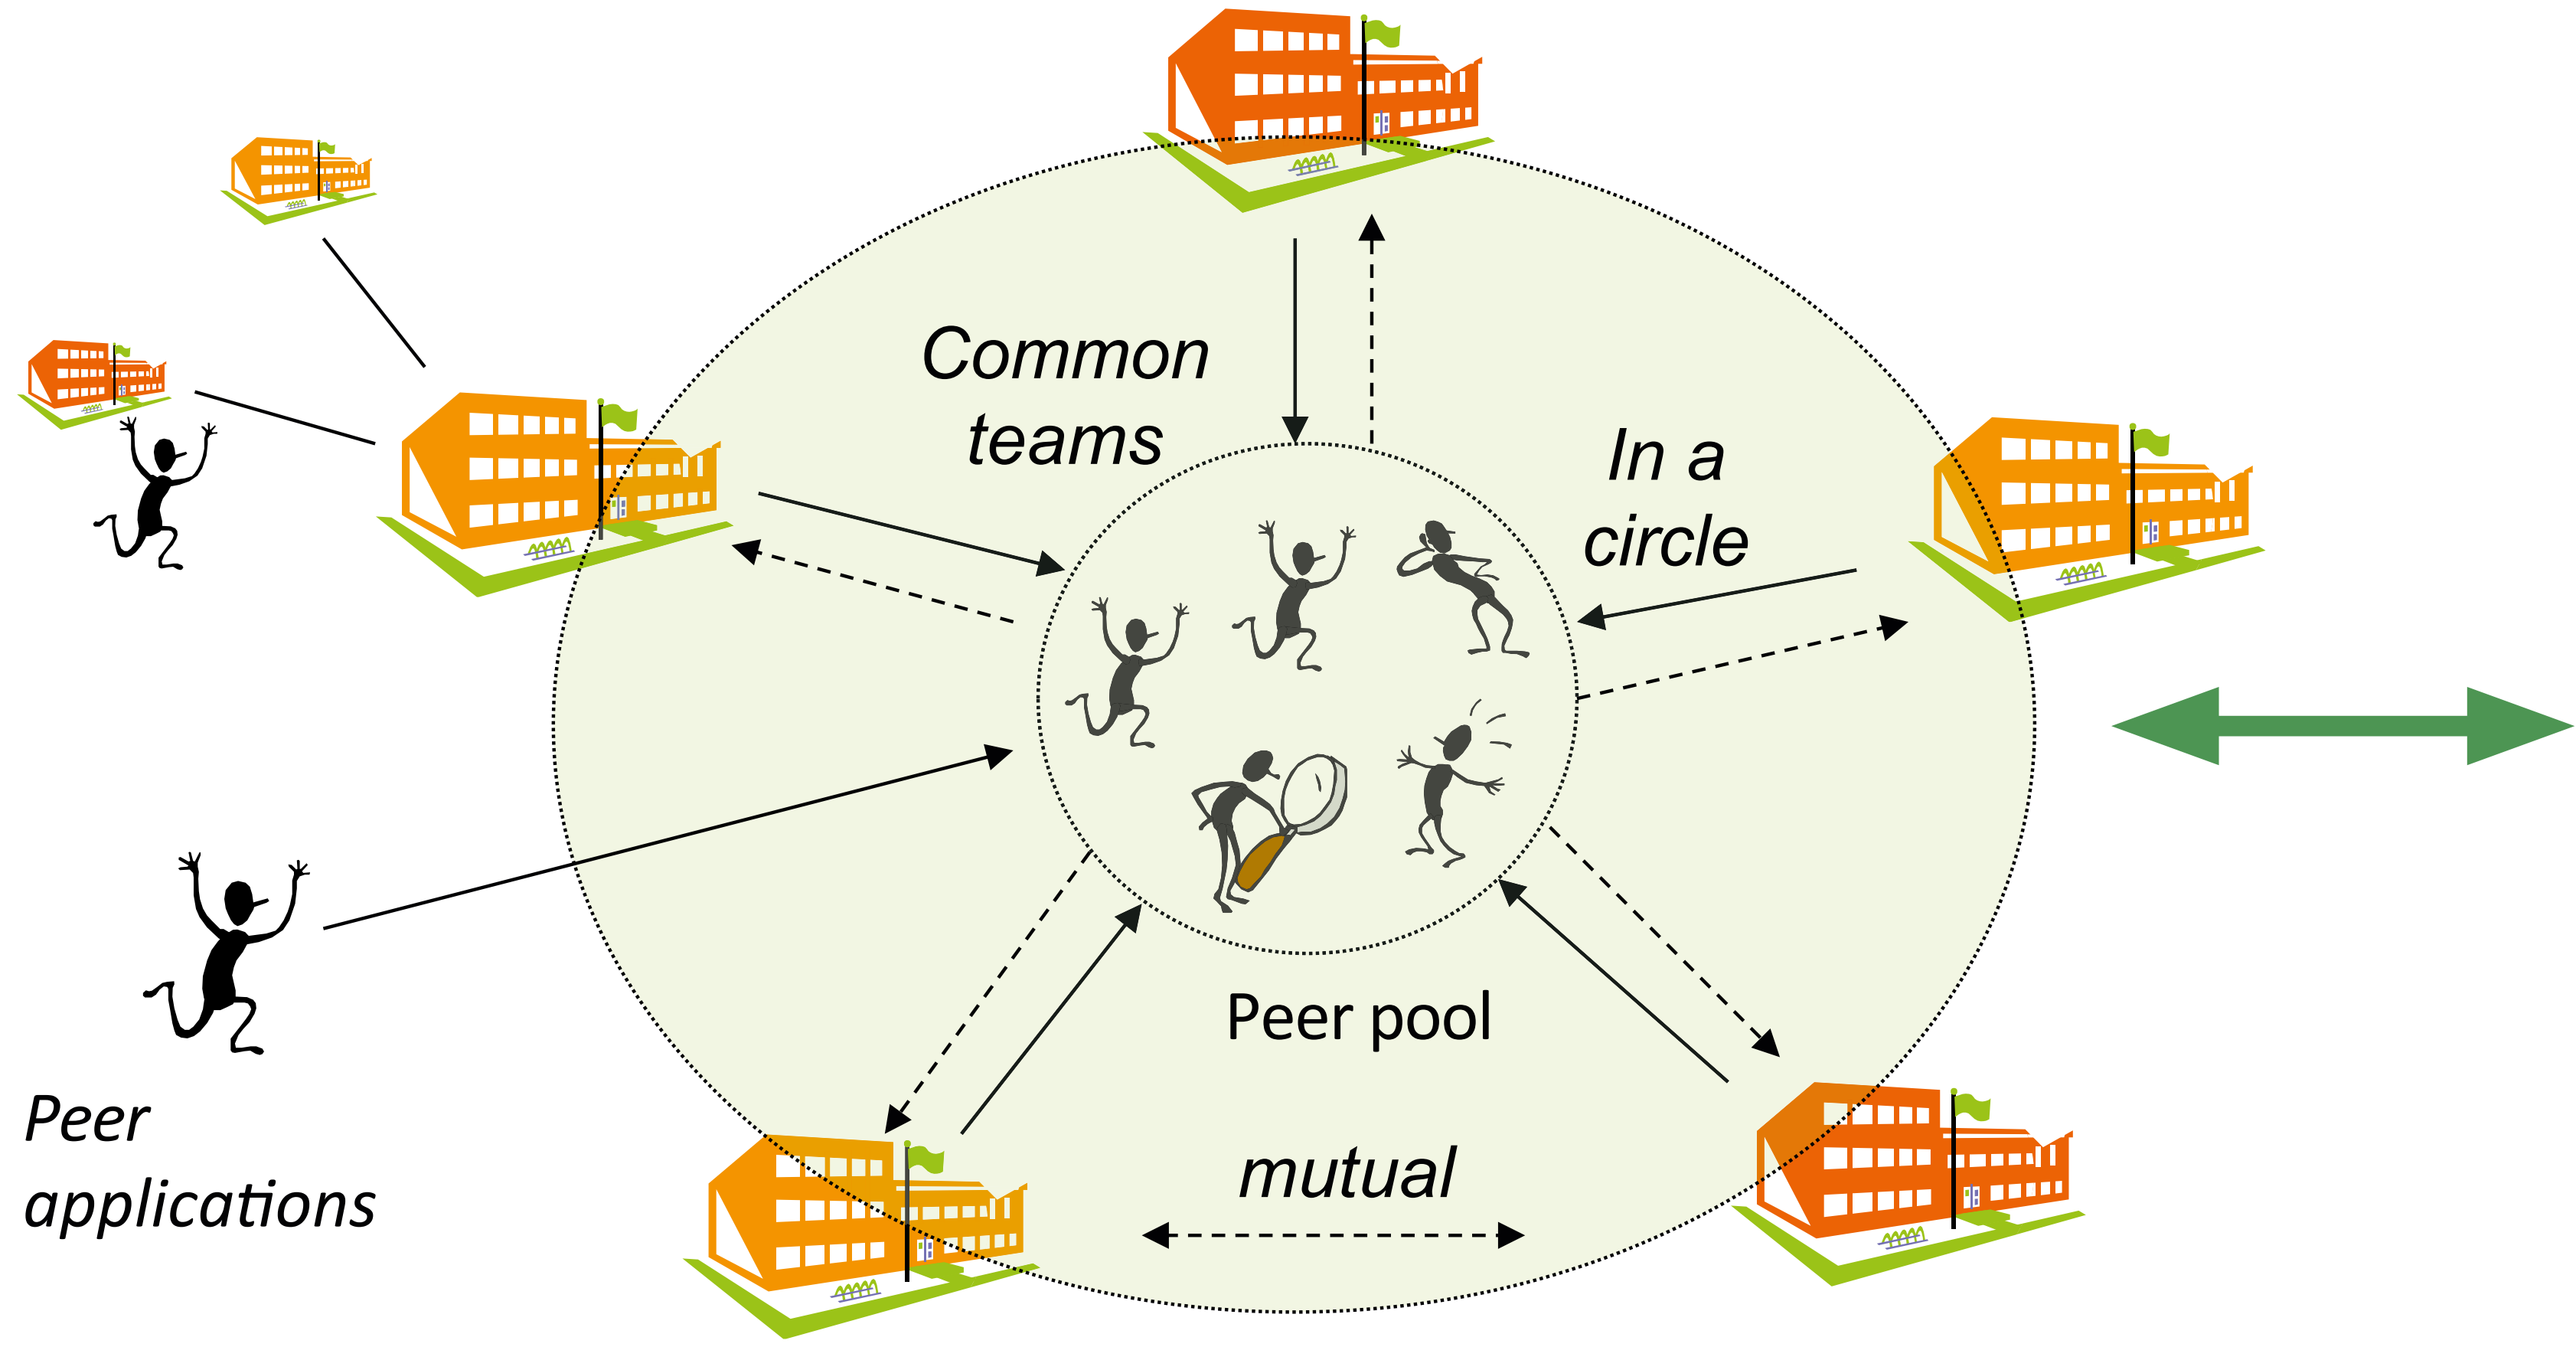 Common
teams
In a
circle
Peer pool
Peer
applications
mutual